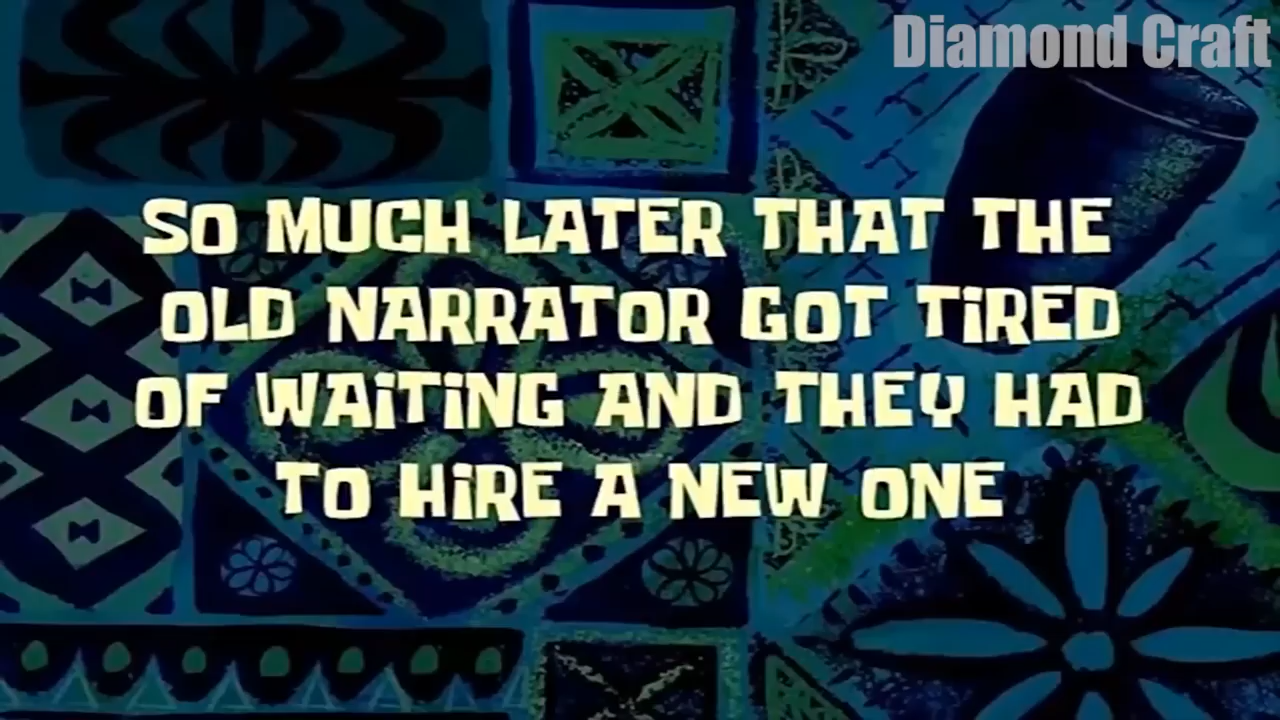 Diamond Craft
SO MUCH LATER THAT THE
OLD NARRATOR GOT TiRED
OF WAiTiNG AND THEY HAD
TO HiRE A NEW ONE